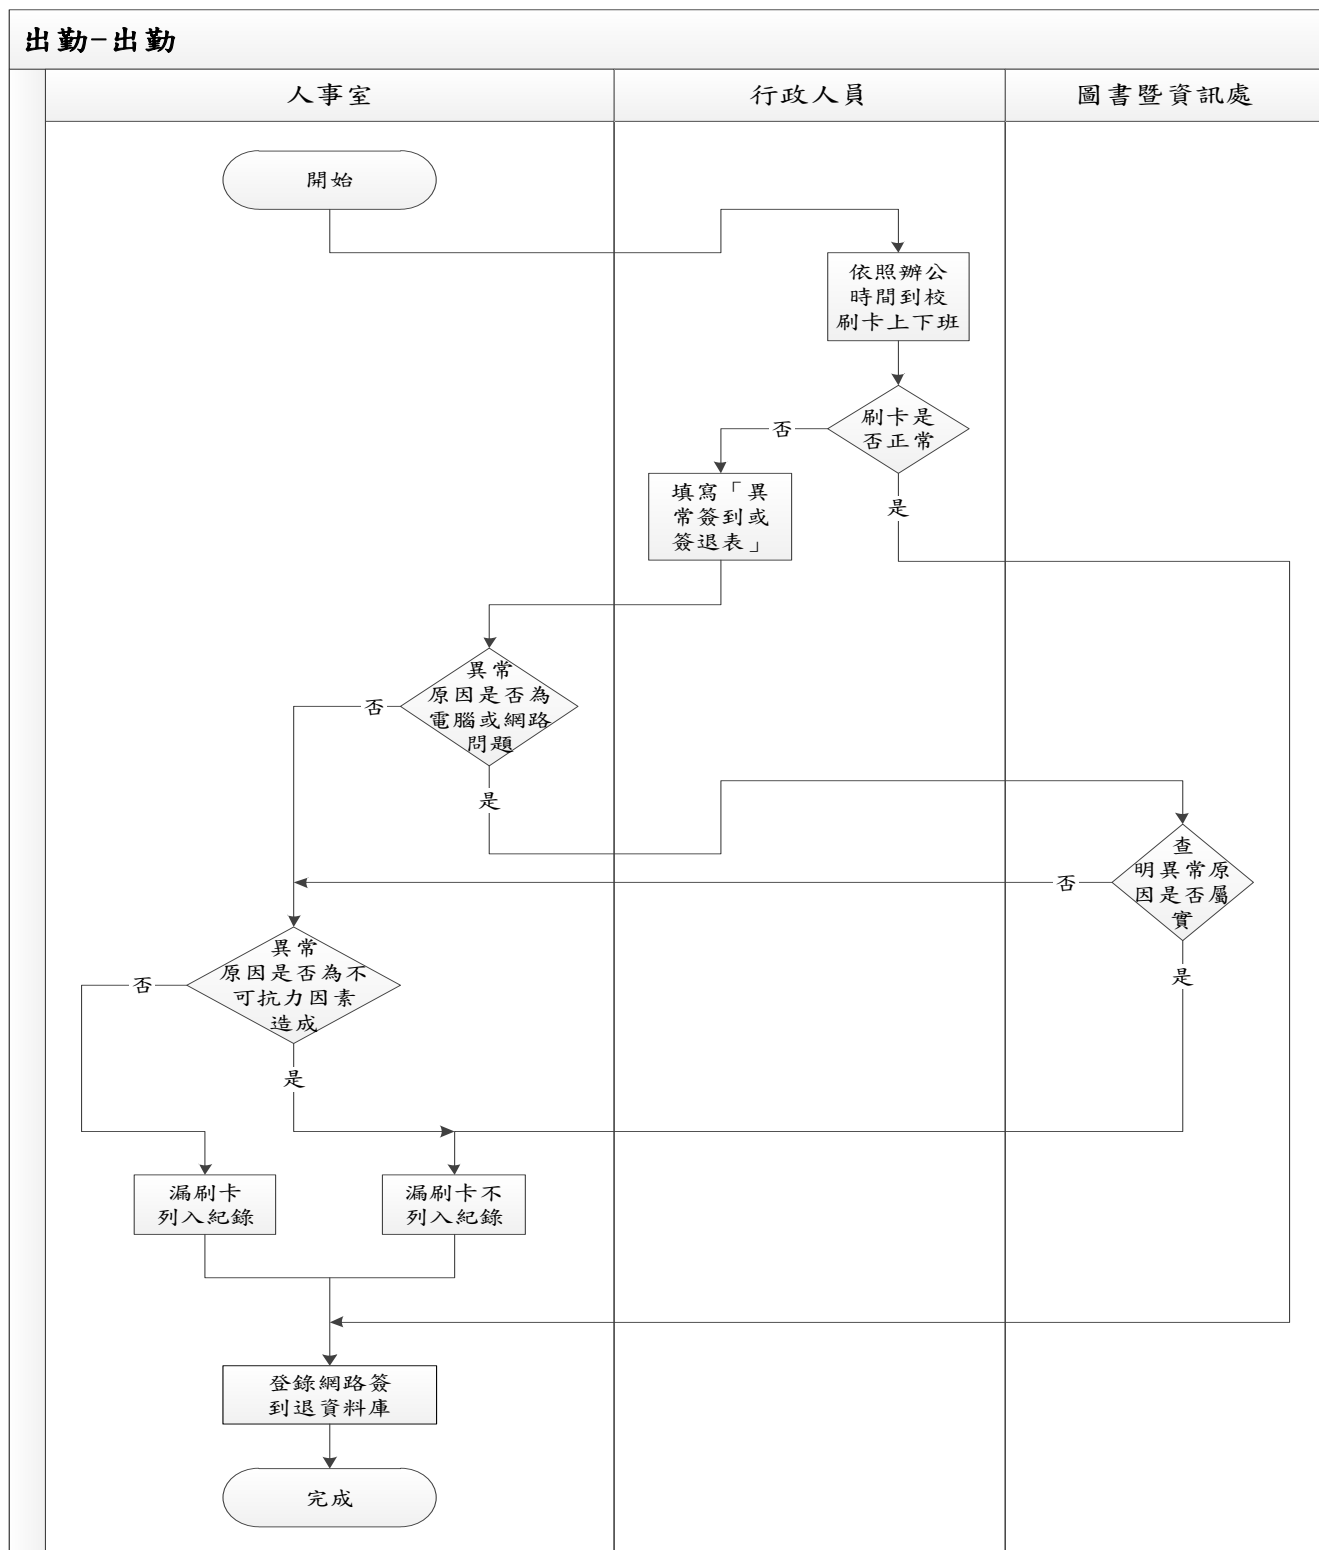 出勤-出勤
人事室
行政人員
圖書暨資訊處
開始
依照辦公
時間到校
刷卡上下班
刷卡是
否正常
否
是
填寫「異
常簽到或
簽退表」
異常
原因是否為
電腦或網路
問題
否
是
查
明異常原
因是否屬
實
否
是
異常
原因是否為不
可抗力因素
造成
否
是
漏刷卡
列入紀錄
漏刷卡不
列入紀錄
登錄網路簽
到退資料庫
完成